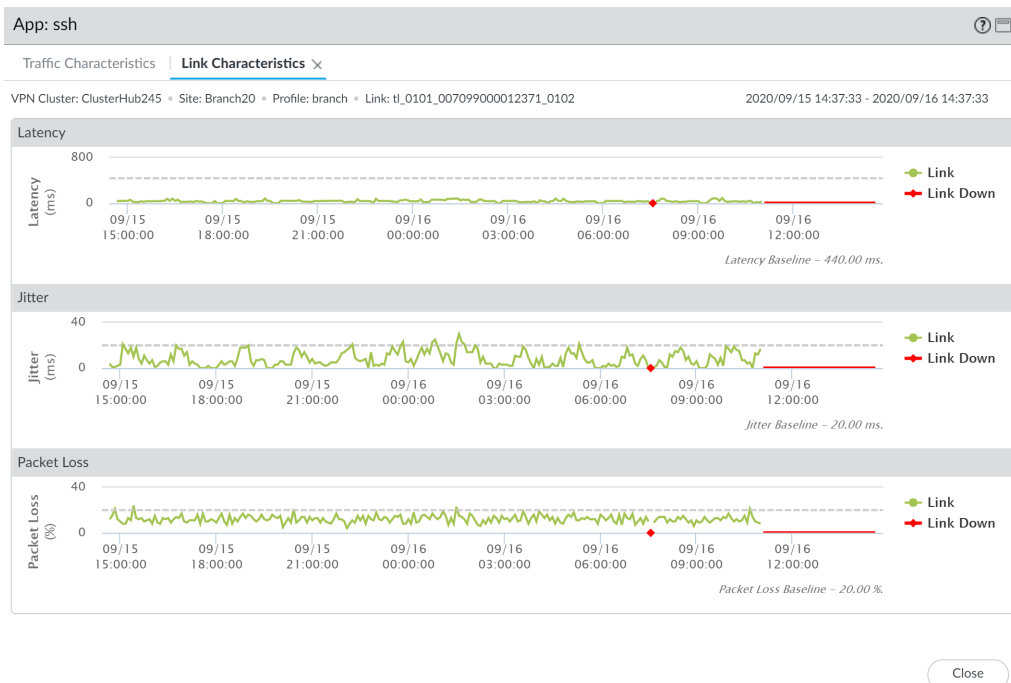 App: ssh
Traffic Characteristics Link Characteristics
VPN Cluster: ClusterHub245 Site: Branch20 Profile: branch Link: tl_0101_007099000012371_0102 2020/09/15 14:37:33 - 2020/09/16 14:37:33
Latency
800
0
Latency
(ms)
Link
Link Down
09/15 09/15 09/15 09/16 09/16 09/16 09/16 09/16
15:00:00 18:00:00 21:00:00 00:00:00 03:00:00 06:00:00 09:00:00 12:00:00
Latency Baseline – 440.00 ms.
Jitter
40
0
Jitter
(ms)
Link
Link Down
09/15 09/15 09/15 09/16 09/16 09/16 09/16 09/16
15:00:00 18:00:00 21:00:00 00:00:00 03:00:00 06:00:00 09:00:00 12:00:00
Jitter Baseline – 20.00 ms.
Packet Loss
40
0
Packet Loss
(%)
Link
Link Down
09/15 09/15 09/15 09/16 09/16 09/16 09/16 09/16
15:00:00 18:00:00 21:00:00 00:00:00 03:00:00 06:00:00 09:00:00 12:00:00
Packet Loss Baseline – 20.00 %.
Close